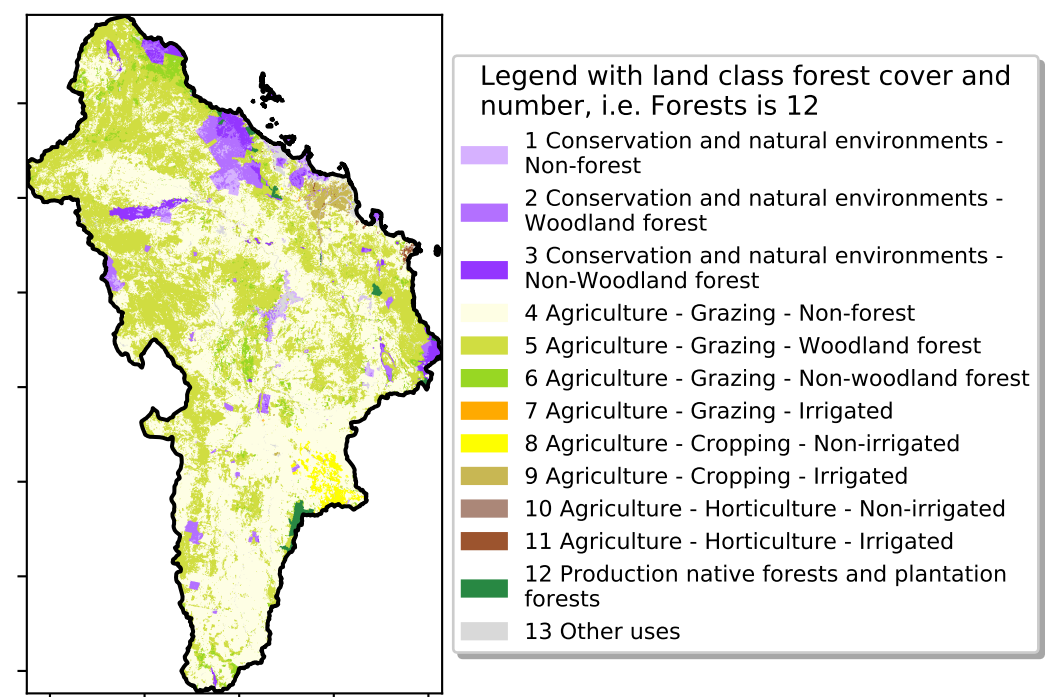 Legend with land class forest cover and
number, i.e. Forests is 12
1 Conservation and natural environments -
Non-forest
2 Conservation and natural environments -
Woodland forest
3 Conservation and natural environments -
Non-Woodland forest
4 Agriculture - Grazing - Non-forest
5 Agriculture - Grazing - Woodland forest
6 Agriculture - Grazing - Non-woodland forest
7 Agriculture - Grazing - Irrigated
8 Agriculture - Cropping - Non-irrigated
9 Agriculture - Cropping - Irrigated
10 Agriculture - Horticulture - Non-irrigated
11 Agriculture - Horticulture - Irrigated
12 Production native forests and plantation
forests
13 Other uses